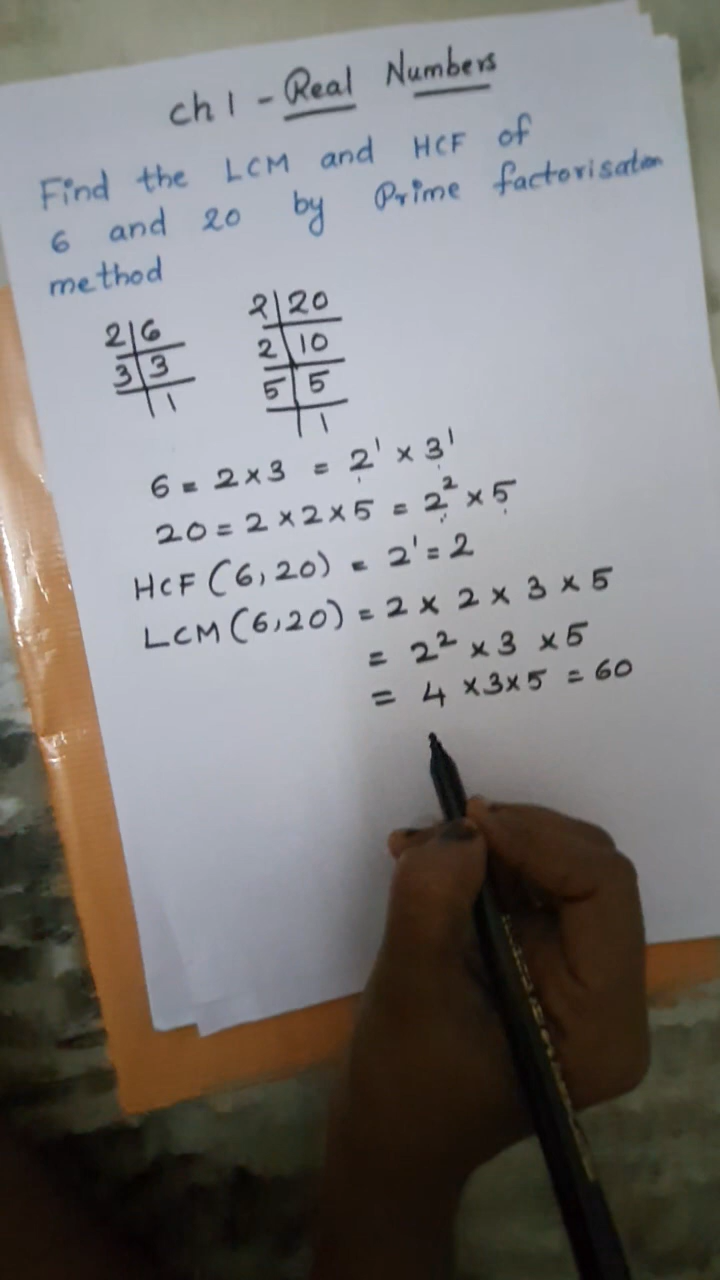 ch 1 - Real Numbers
Find the LCM and HCF of
6 and 20 by Prime factorisation
method
2 | 6
3 | 3
1
2 | 20
2 | 10
5 | 5
1
6 = 2 × 3 = 2¹ × 3¹
20 = 2 × 2 × 5 = 2² × 5
HCF (6, 20) = 2¹ = 2
LCM (6, 20) = 2 × 2 × 3 × 5
= 2² × 3 × 5
= 4 × 3 × 5 = 60